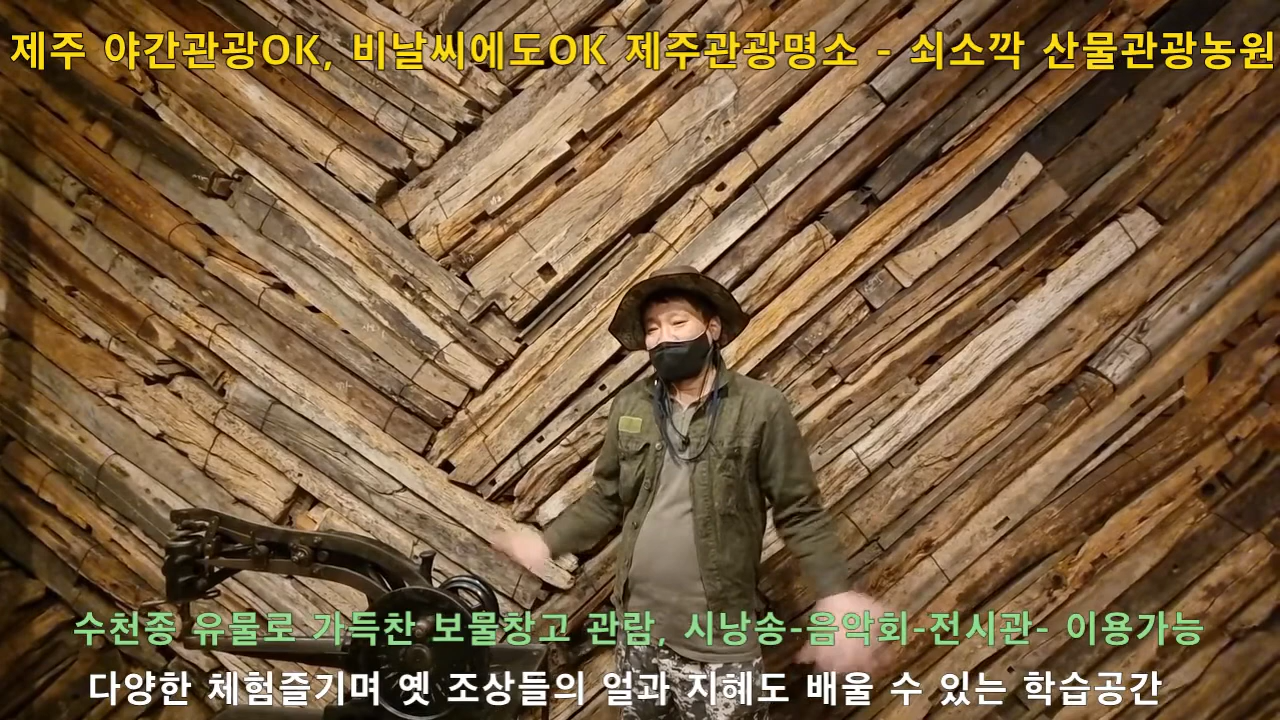 제주 야간관광OK, 비날씨에도OK 제주관광명소 - 쇠소깍 산물관광농원
수천종 유물로 가득찬 보물창고 관람, 시낭송-음악회-전시관- 이용가능
다양한 체험즐기며 옛 조상들의 얼과 지혜도 배울 수 있는 학습공간